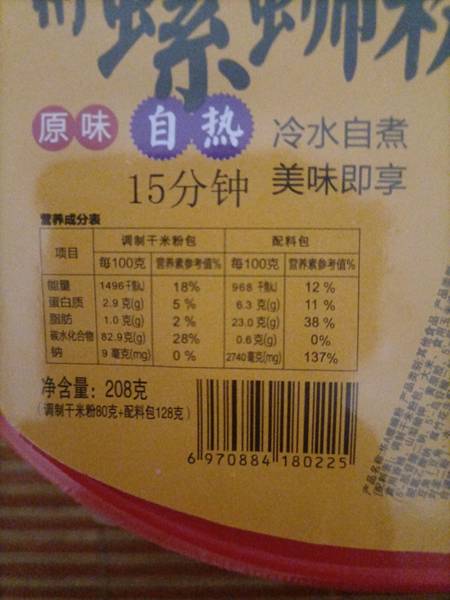 螺蛳粉
原味 自热 冷水自煮
15分钟 美味即享
营养成分表
项目 调制干米粉包 配料包
每100克 营养素参考值% 每100克 营养素参考值%
能量 1496千焦(kJ) 18% 968 千焦(kJ) 12 %
蛋白质 2.9 克(g) 5 % 6.3 克(g) 11 %
脂肪 1.0 克(g) 2 % 23.0克(g) 38 %
碳水化合物 82.9克(g) 28% 0.6克(g) 0%
钠 9 毫克(mg) 0 % 2740毫克(mg) 137%
净含量：208克
（调制干米粉80克+配料包128克）
6 970884 180225